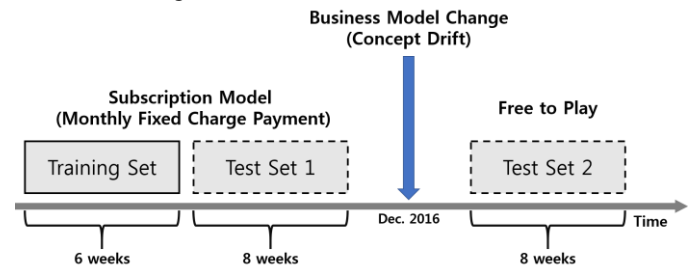 Business Model Change
(Concept Drift)
Subscription Model
(Monthly Fixed Charge Payment)
Free to Play
Training Set
Test Set 1
Test Set 2
Dec. 2016
Time
6 weeks
8 weeks
8 weeks